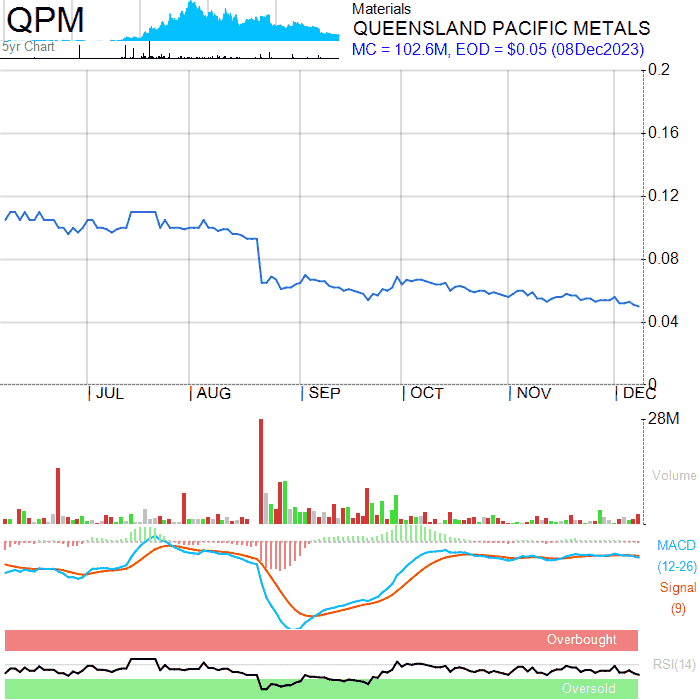 QPM
5yr Chart
Materials
QUEENSLAND PACIFIC METALS
MC = 102.6M, EOD = $0.05 (08Dec2023)
0.2
0.16
0.12
0.08
0.04
0
JUL AUG SEP OCT NOV DEC
28M
Volume
MACD
(12-26)
Signal
(9)
Overbought
RSI(14)
Oversold